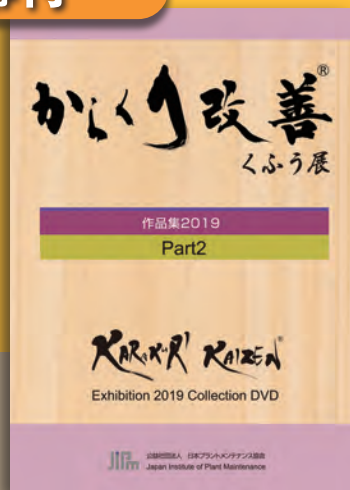 刊
からくり改善®
くふう展
作品集2019
Part2
KARAKURI KAIZEN®
Exhibition 2019 Collection DVD
JIPM 公益社団法人 日本プラントメンテナンス協会
Japan Institute of Plant Maintenance